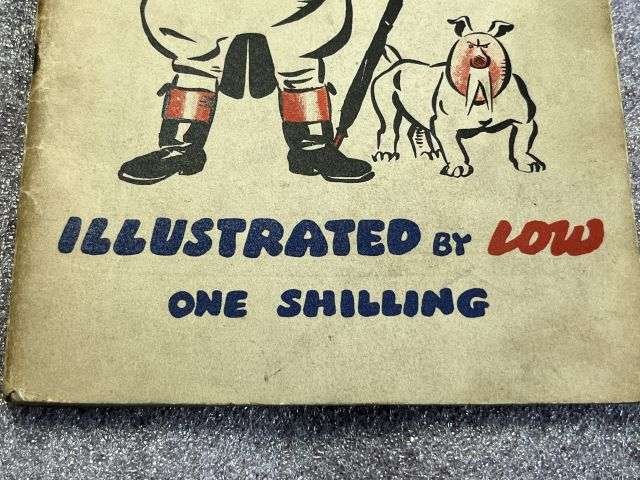 ILLUSTRATED BY LOW
ONE SHILLING